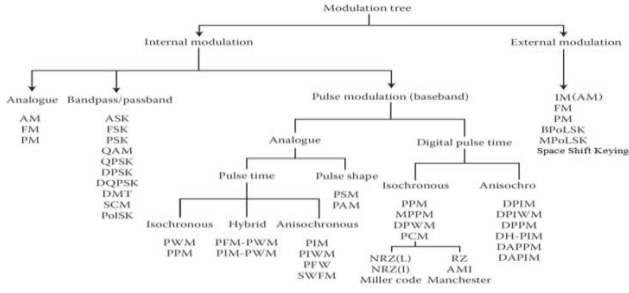 Modulation tree
Internal modulation
External modulation
Analogue
Bandpass/passband
Pulse modulation (baseband)
IM (AM)
FM
PM
BPoLSK
MPoLSK
Space Shift Keying
AM
FM
PM
ASK
FSK
PSK
QAM
QPSK
DPSK
DQPSK
DMT
SCM
PolSK
Analogue
Digital pulse time
Pulse time
Pulse shape
PSM
PAM
Isochronous
Anisochro
Isochronous
Hybrid
Anisochronous
PWM
PPM
PFM-PWM
PIM-PWM
PIM
PIWM
PFW
SWFM
PPM
MPPM
DPWM
PCM
DPIM
DPIWM
DPPM
DH-PIM
DAPPM
DAPIM
NRZ(L)
NRZ(I)
Miller code
RZ
AMI
Manchester